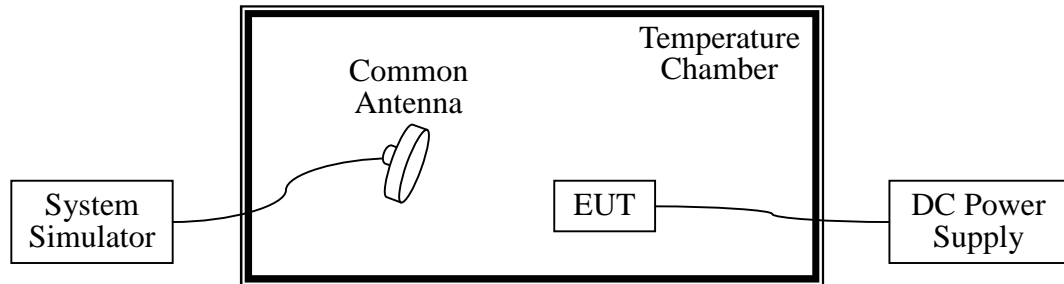 Temperature
Chamber
Common
Antenna
System
Simulator
EUT
DC Power
Supply